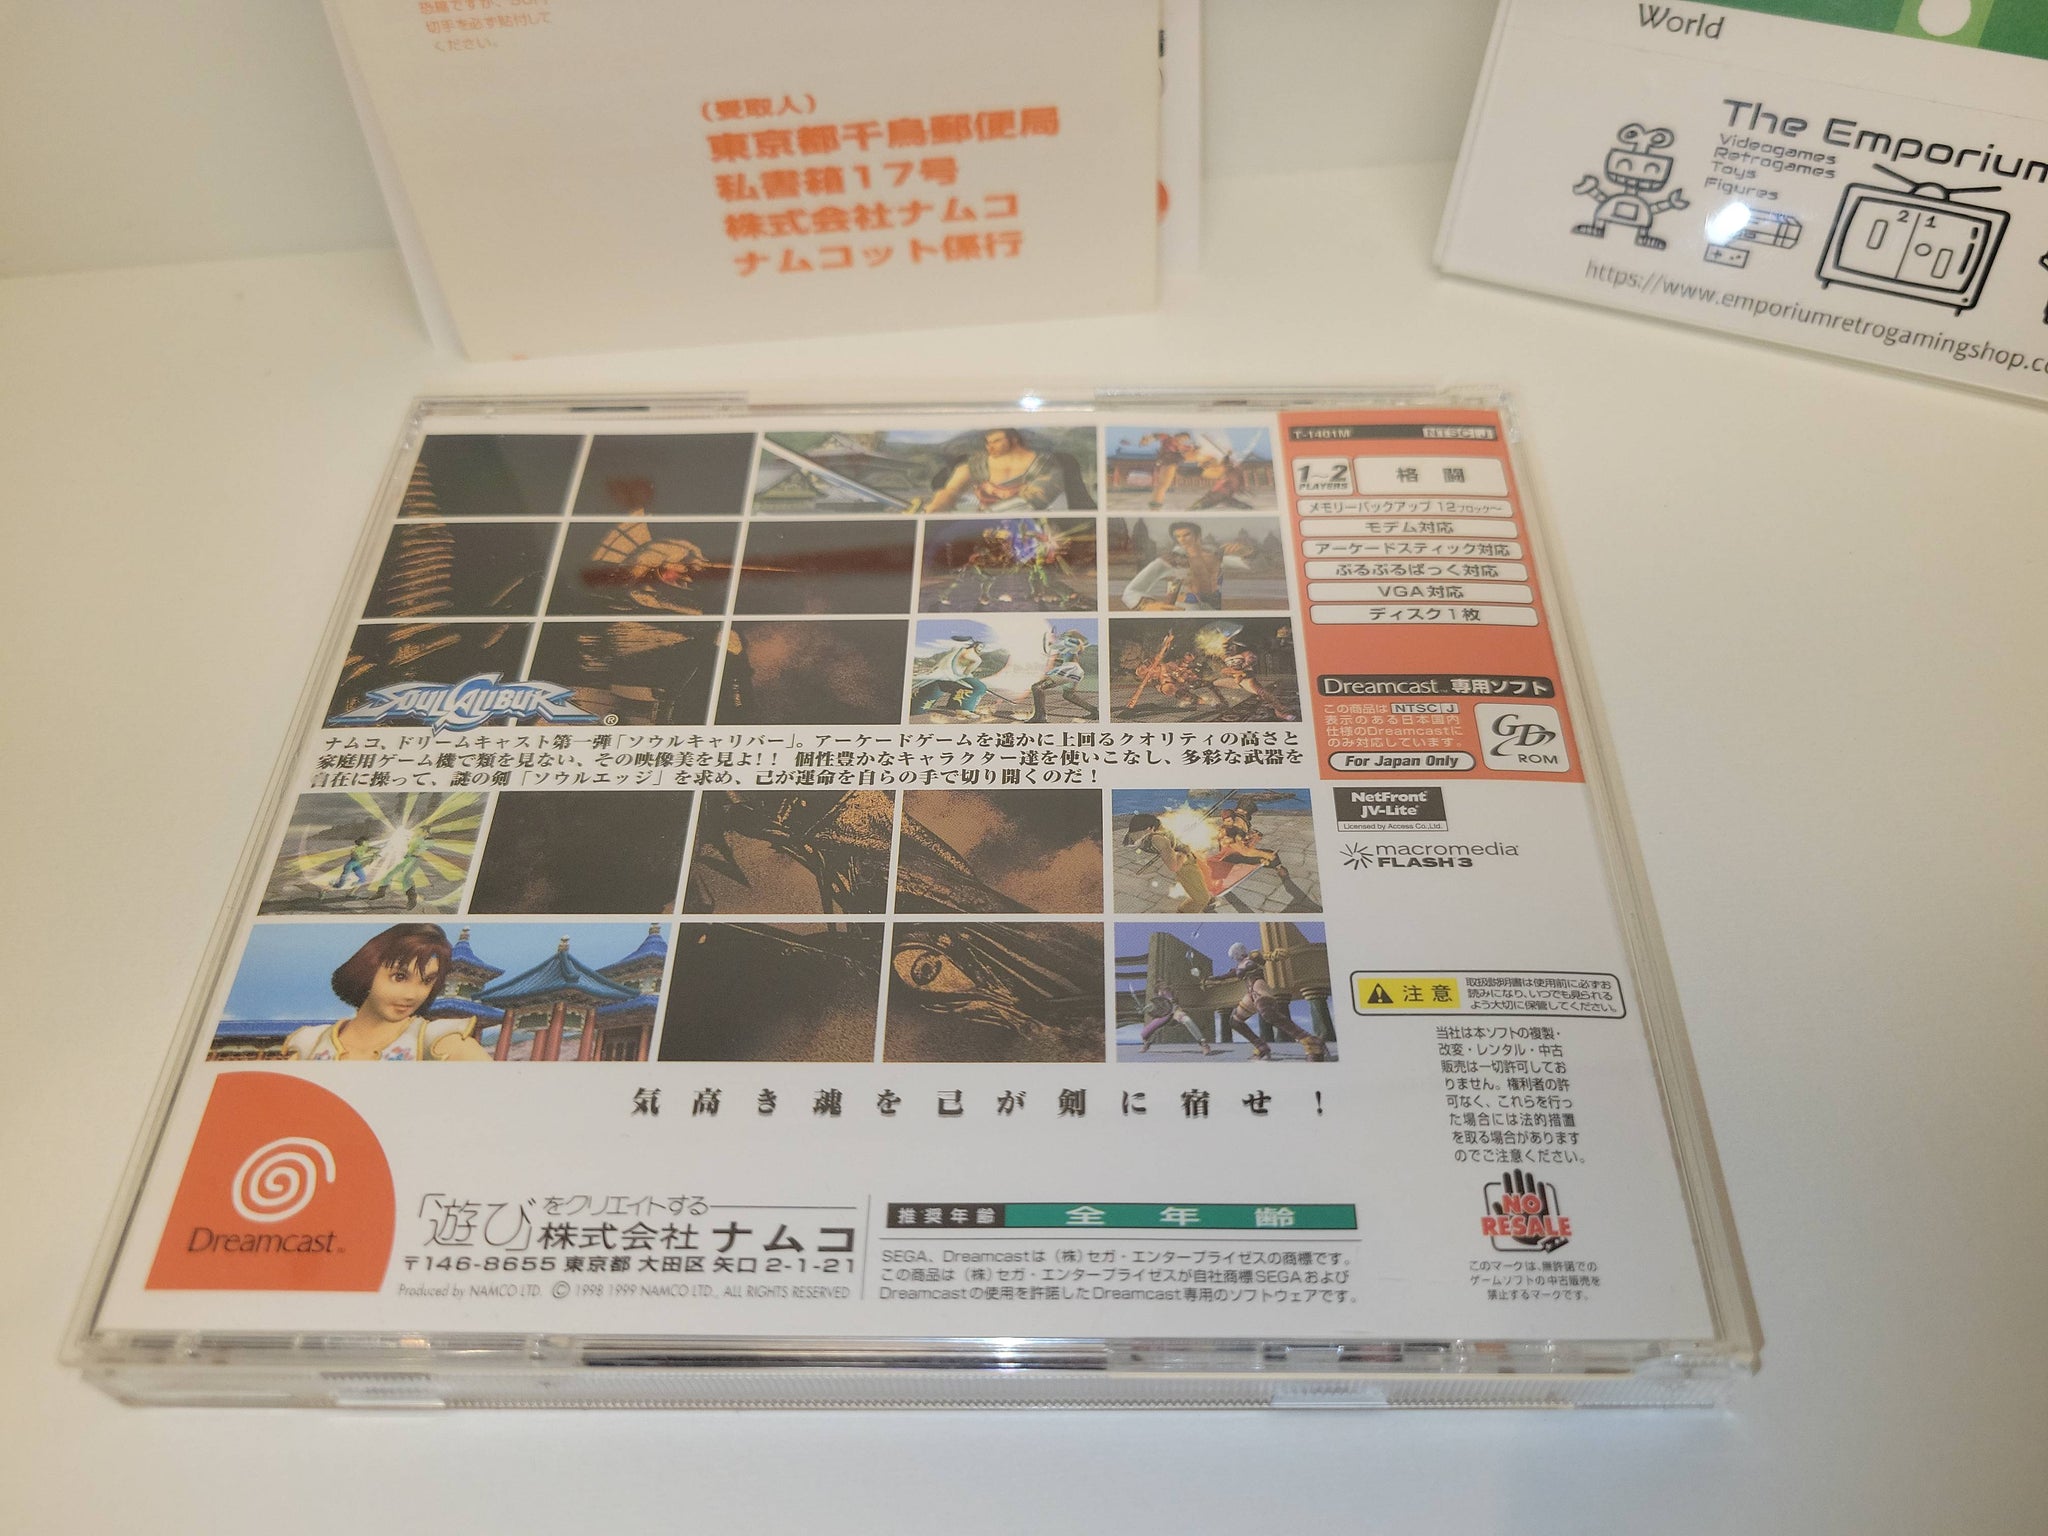 切手を必ず貼付して
ください。
(受取人)
東京都千鳥郵便局
私書箱17号
株式会社ナムコ
ナムコット係行
World
The Emporium
Videogames
Retrogames
Toys
Figures
2 1
https://www.emporiumretrogamingshop.co
T-1401M NTSC J
1~2 PLAYERS
格闘
メモリーバックアップ 12ブロック~
モデム対応
アーケードスティック対応
ぷるぷるぱっく対応
VGA対応
ディスク1枚
Dreamcast™ 専用ソフト
この商品は NTSC J
表示のある日本国内
仕様のDreamcastに
のみ対応しています。
For Japan Only
GD ROM
SOULCALIBUR ®
ナムコ、ドリームキャスト第一弾「ソウルキャリバー」。アーケードゲームを遥かに上回るクオリティの高さと
家庭用ゲーム機で類を見ない、その映像美を見よ!! 個性豊かなキャラクター達を使いこなし、多彩な武器を
自在に操って、謎の剣「ソウルエッジ」を求め、己が運命を自らの手で切り開くのだ!
NetFront
JV-Lite
Licensed by Access Co.,Ltd.
macromedia
FLASH 3
注意
取扱説明書は使用前に必ずお
読みになり、いつでも見られる
よう大切に保管してください。
当社は本ソフトの複製・
改変・レンタル・中古
販売は一切許可してお
りません。権利者の許
可なく、これらを行っ
た場合には法的措置
を取る場合があります
のでご注意ください。
NO
RESALE
このマークは、無許諾での
ゲームソフトの中古販売を
禁止するマークです。
気高き魂を己が剣に宿せ!
Dreamcast™
「遊び」をクリエイトする
株式会社ナムコ
〒146-8655 東京都 大田区 矢口 2-1-21
Produced by NAMCO LTD. © 1998 1999 NAMCO LTD., ALL RIGHTS RESERVED
推奨年齢 全年齢
SEGA、Dreamcastは(株)セガ・エンタープライゼスの商標です。
この商品は(株)セガ・エンタープライゼスが自社商標SEGAおよび
Dreamcastの使用を許諾したDreamcast専用のソフトウェアです。